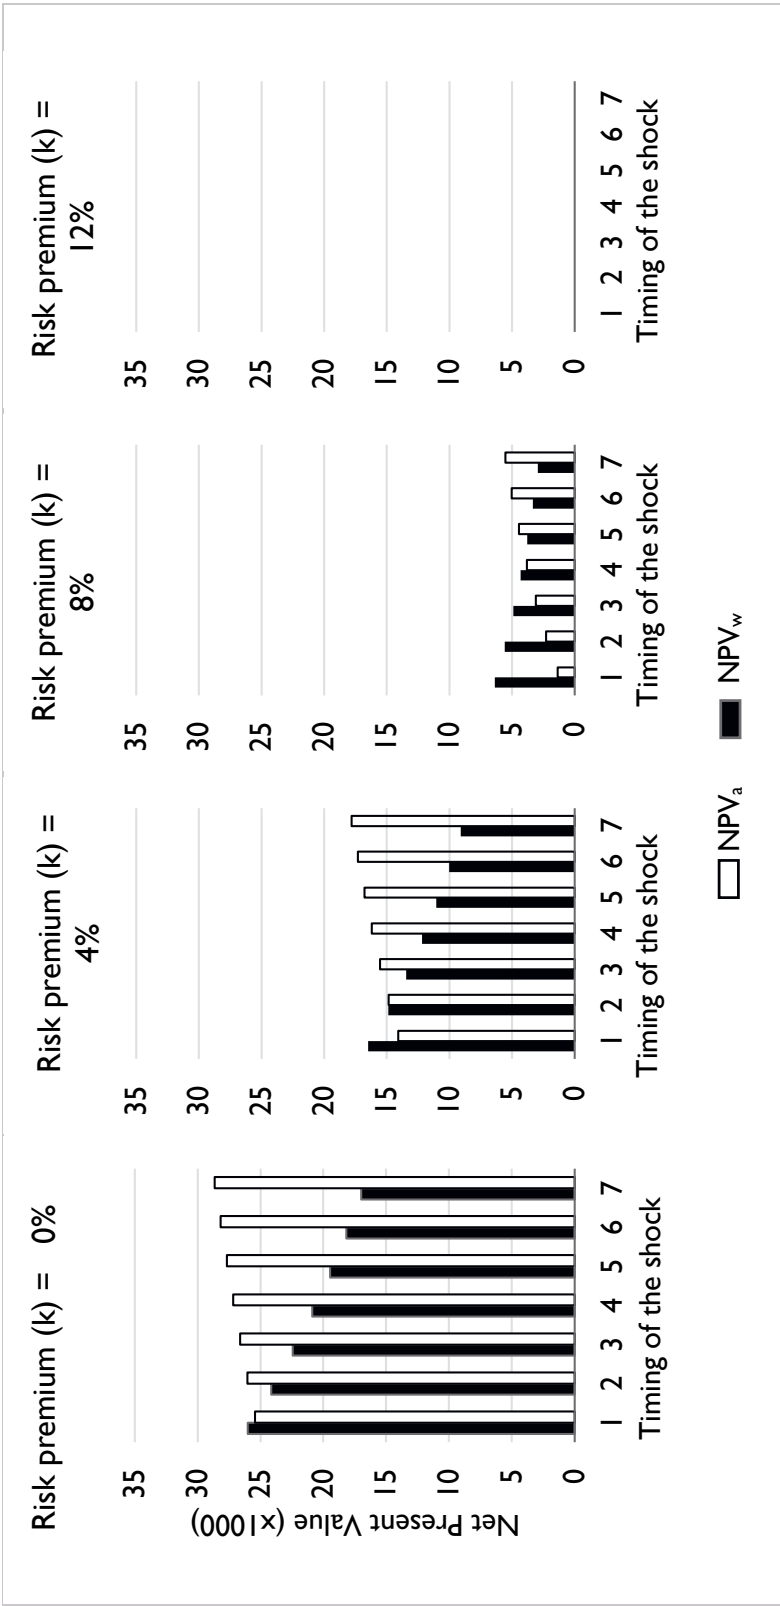 Risk premium (k) = 0%
Net Present Value (x1000)
35
30
25
20
15
10
5
0
1 2 3 4 5 6 7
Timing of the shock
Risk premium (k) =
4%
35
30
25
20
15
10
5
0
1 2 3 4 5 6 7
Timing of the shock
Risk premium (k) =
8%
35
30
25
20
15
10
5
0
1 2 3 4 5 6 7
Timing of the shock
Risk premium (k) =
12%
35
30
25
20
15
10
5
0
1 2 3 4 5 6 7
Timing of the shock
NPVa NPVw